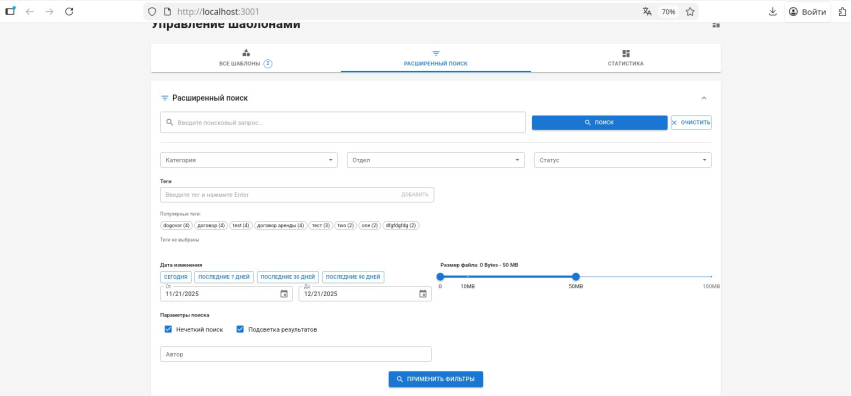 http://localhost:3001
70%
Войти
Управление шаблонами
ВСЕ ШАБЛОНЫ 2
РАСШИРЕННЫЙ ПОИСК
СТАТИСТИКА
Расширенный поиск
Введите поисковый запрос...
ПОИСК
ОЧИСТИТЬ
Категория
Отдел
Статус
Теги
Введите тег и нажмите Enter
ДОБАВИТЬ
Популярные теги:
dogovor (4) договор (4) test (4) договор аренды (4) тест (3) two (2) one (2) dfgfdgfdg (2)
Теги не выбраны
Дата изменения
СЕГОДНЯ ПОСЛЕДНИЕ 7 ДНЕЙ ПОСЛЕДНИЕ 30 ДНЕЙ ПОСЛЕДНИЕ 90 ДНЕЙ
От
11/21/2025
До
12/21/2025
Размер файла: 0 Bytes - 50 MB
0 10MB 50MB 100MB
Параметры поиска
Нечеткий поиск
Подсветка результатов
Автор
ПРИМЕНИТЬ ФИЛЬТРЫ